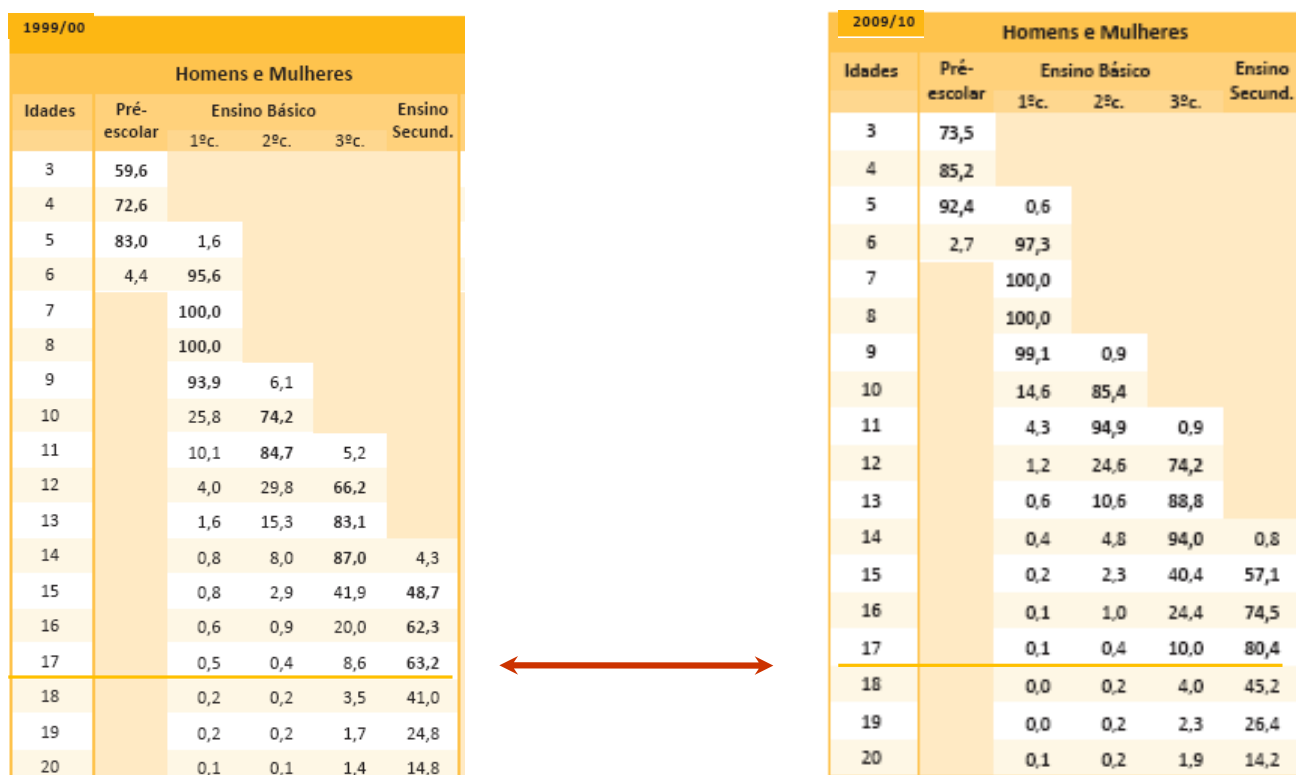 1999/00
Homens e Mulheres
Idades Pré-escolar Ensino Básico Ensino Secund.
1ºc. 2ºc. 3ºc.
3 59,6
4 72,6
5 83,0 1,6
6 4,4 95,6
7 100,0
8 100,0
9 93,9 6,1
10 25,8 74,2
11 10,1 84,7 5,2
12 4,0 29,8 66,2
13 1,6 15,3 83,1
14 0,8 8,0 87,0 4,3
15 0,8 2,9 41,9 48,7
16 0,6 0,9 20,0 62,3
17 0,5 0,4 8,6 63,2
18 0,2 0,2 3,5 41,0
19 0,2 0,2 1,7 24,8
20 0,1 0,1 1,4 14,8
2009/10
Homens e Mulheres
Idades Pré-escolar Ensino Básico Ensino Secund.
1ºc. 2ºc. 3ºc.
3 73,5
4 85,2
5 92,4 0,6
6 2,7 97,3
7 100,0
8 100,0
9 99,1 0,9
10 14,6 85,4
11 4,3 94,9 0,9
12 1,2 24,6 74,2
13 0,6 10,6 88,8
14 0,4 4,8 94,0 0,8
15 0,2 2,3 40,4 57,1
16 0,1 1,0 24,4 74,5
17 0,1 0,4 10,0 80,4
18 0,0 0,2 4,0 45,2
19 0,0 0,2 2,3 26,4
20 0,1 0,2 1,9 14,2